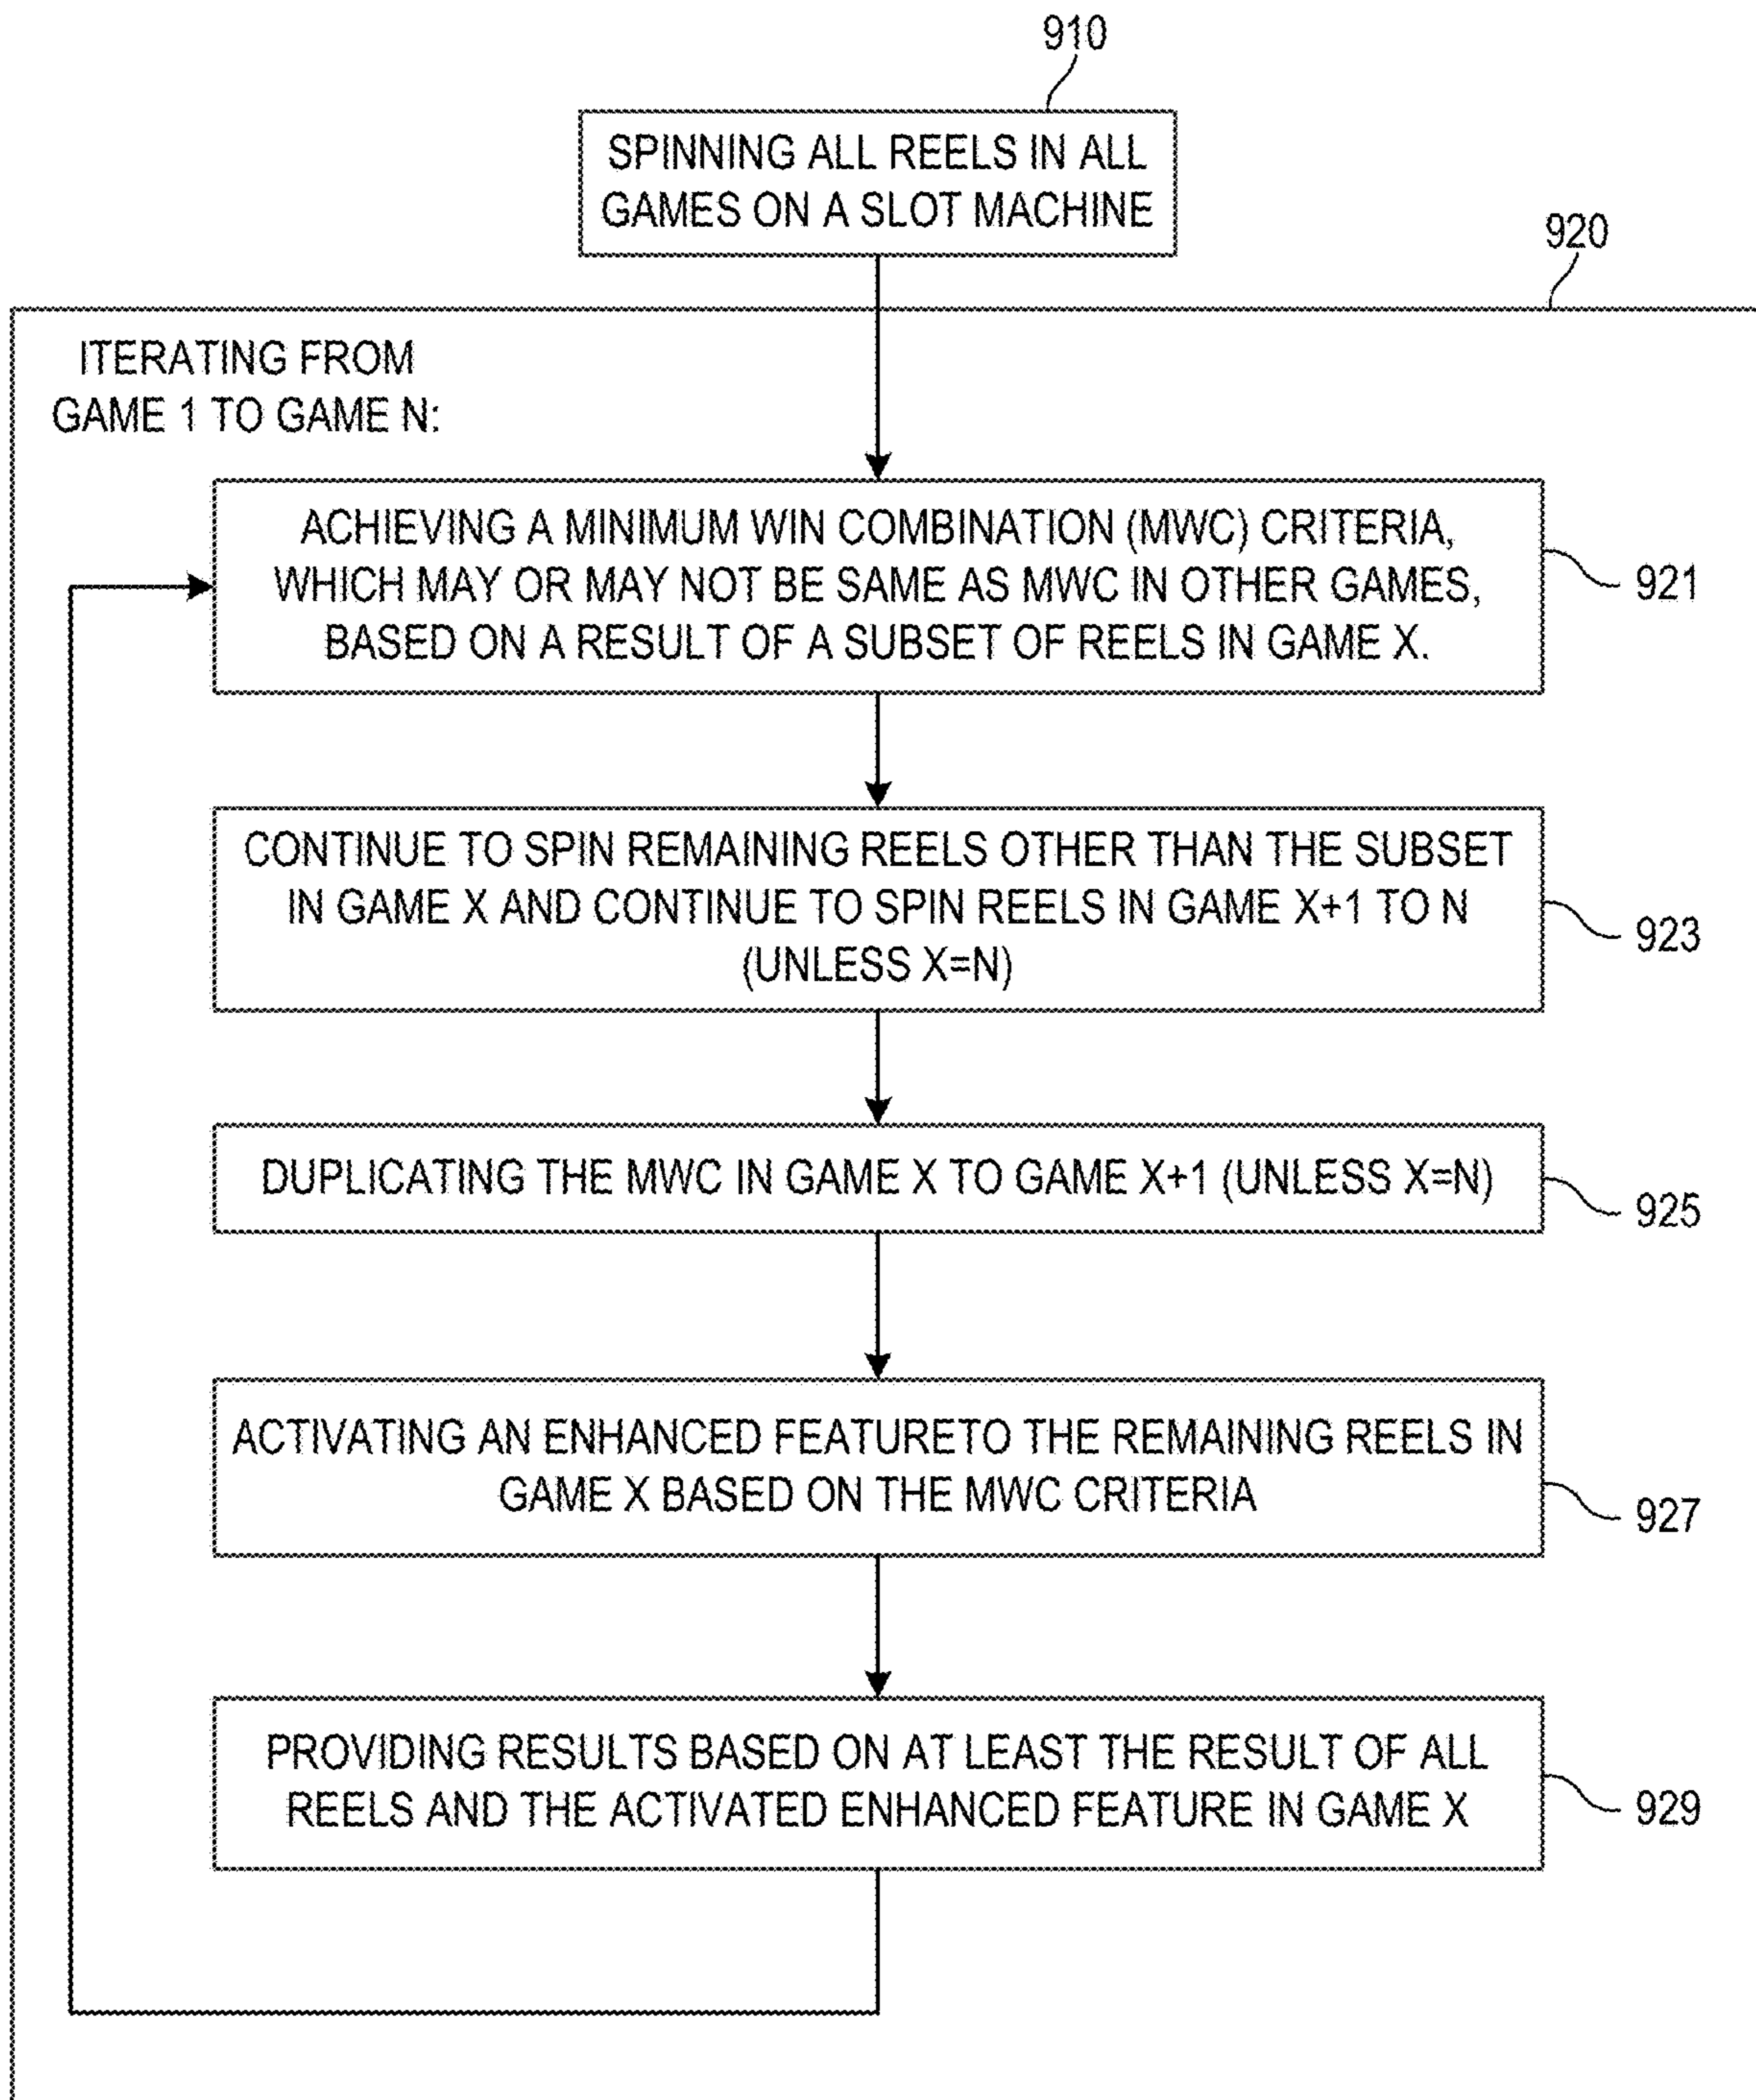 910
SPINNING ALL REELS IN ALL
GAMES ON A SLOT MACHINE
920
ITERATING FROM
GAME 1 TO GAME N:
ACHIEVING A MINIMUM WIN COMBINATION (MWC) CRITERIA,
WHICH MAY OR MAY NOT BE SAME AS MWC IN OTHER GAMES,
BASED ON A RESULT OF A SUBSET OF REELS IN GAME X.
921
CONTINUE TO SPIN REMAINING REELS OTHER THAN THE SUBSET
IN GAME X AND CONTINUE TO SPIN REELS IN GAME X+1 TO N
(UNLESS X=N)
923
DUPLICATING THE MWC IN GAME X TO GAME X+1 (UNLESS X=N)
925
ACTIVATING AN ENHANCED FEATURETO THE REMAINING REELS IN
GAME X BASED ON THE MWC CRITERIA
927
PROVIDING RESULTS BASED ON AT LEAST THE RESULT OF ALL
REELS AND THE ACTIVATED ENHANCED FEATURE IN GAME X
929